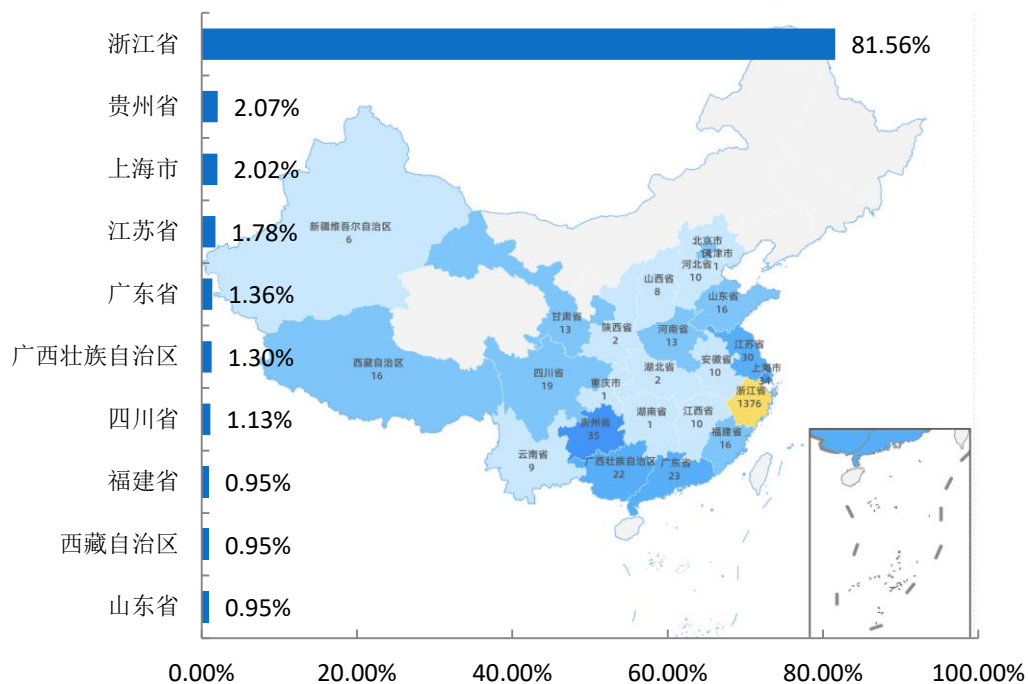 浙江省
81.56%
贵州省
2.07%
上海市
2.02%
江苏省
1.78%
广东省
1.36%
广西壮族自治区
1.30%
四川省
1.13%
福建省
0.95%
西藏自治区
0.95%
山东省
0.95%
0.00%
20.00%
40.00%
60.00%
80.00%
100.00%
新疆维吾尔自治区
6
北京市
天津市
1
河北省
10
山西省
8
山东省
16
甘肃省
13
陕西省
2
河南省
13
江苏省
30
安徽省
10
上海市
34
西藏自治区
16
四川省
19
湖北省
2
重庆市
1
浙江省
1376
贵州省
35
湖南省
1
江西省
10
福建省
16
云南省
9
广西壮族自治区
22
广东省
23